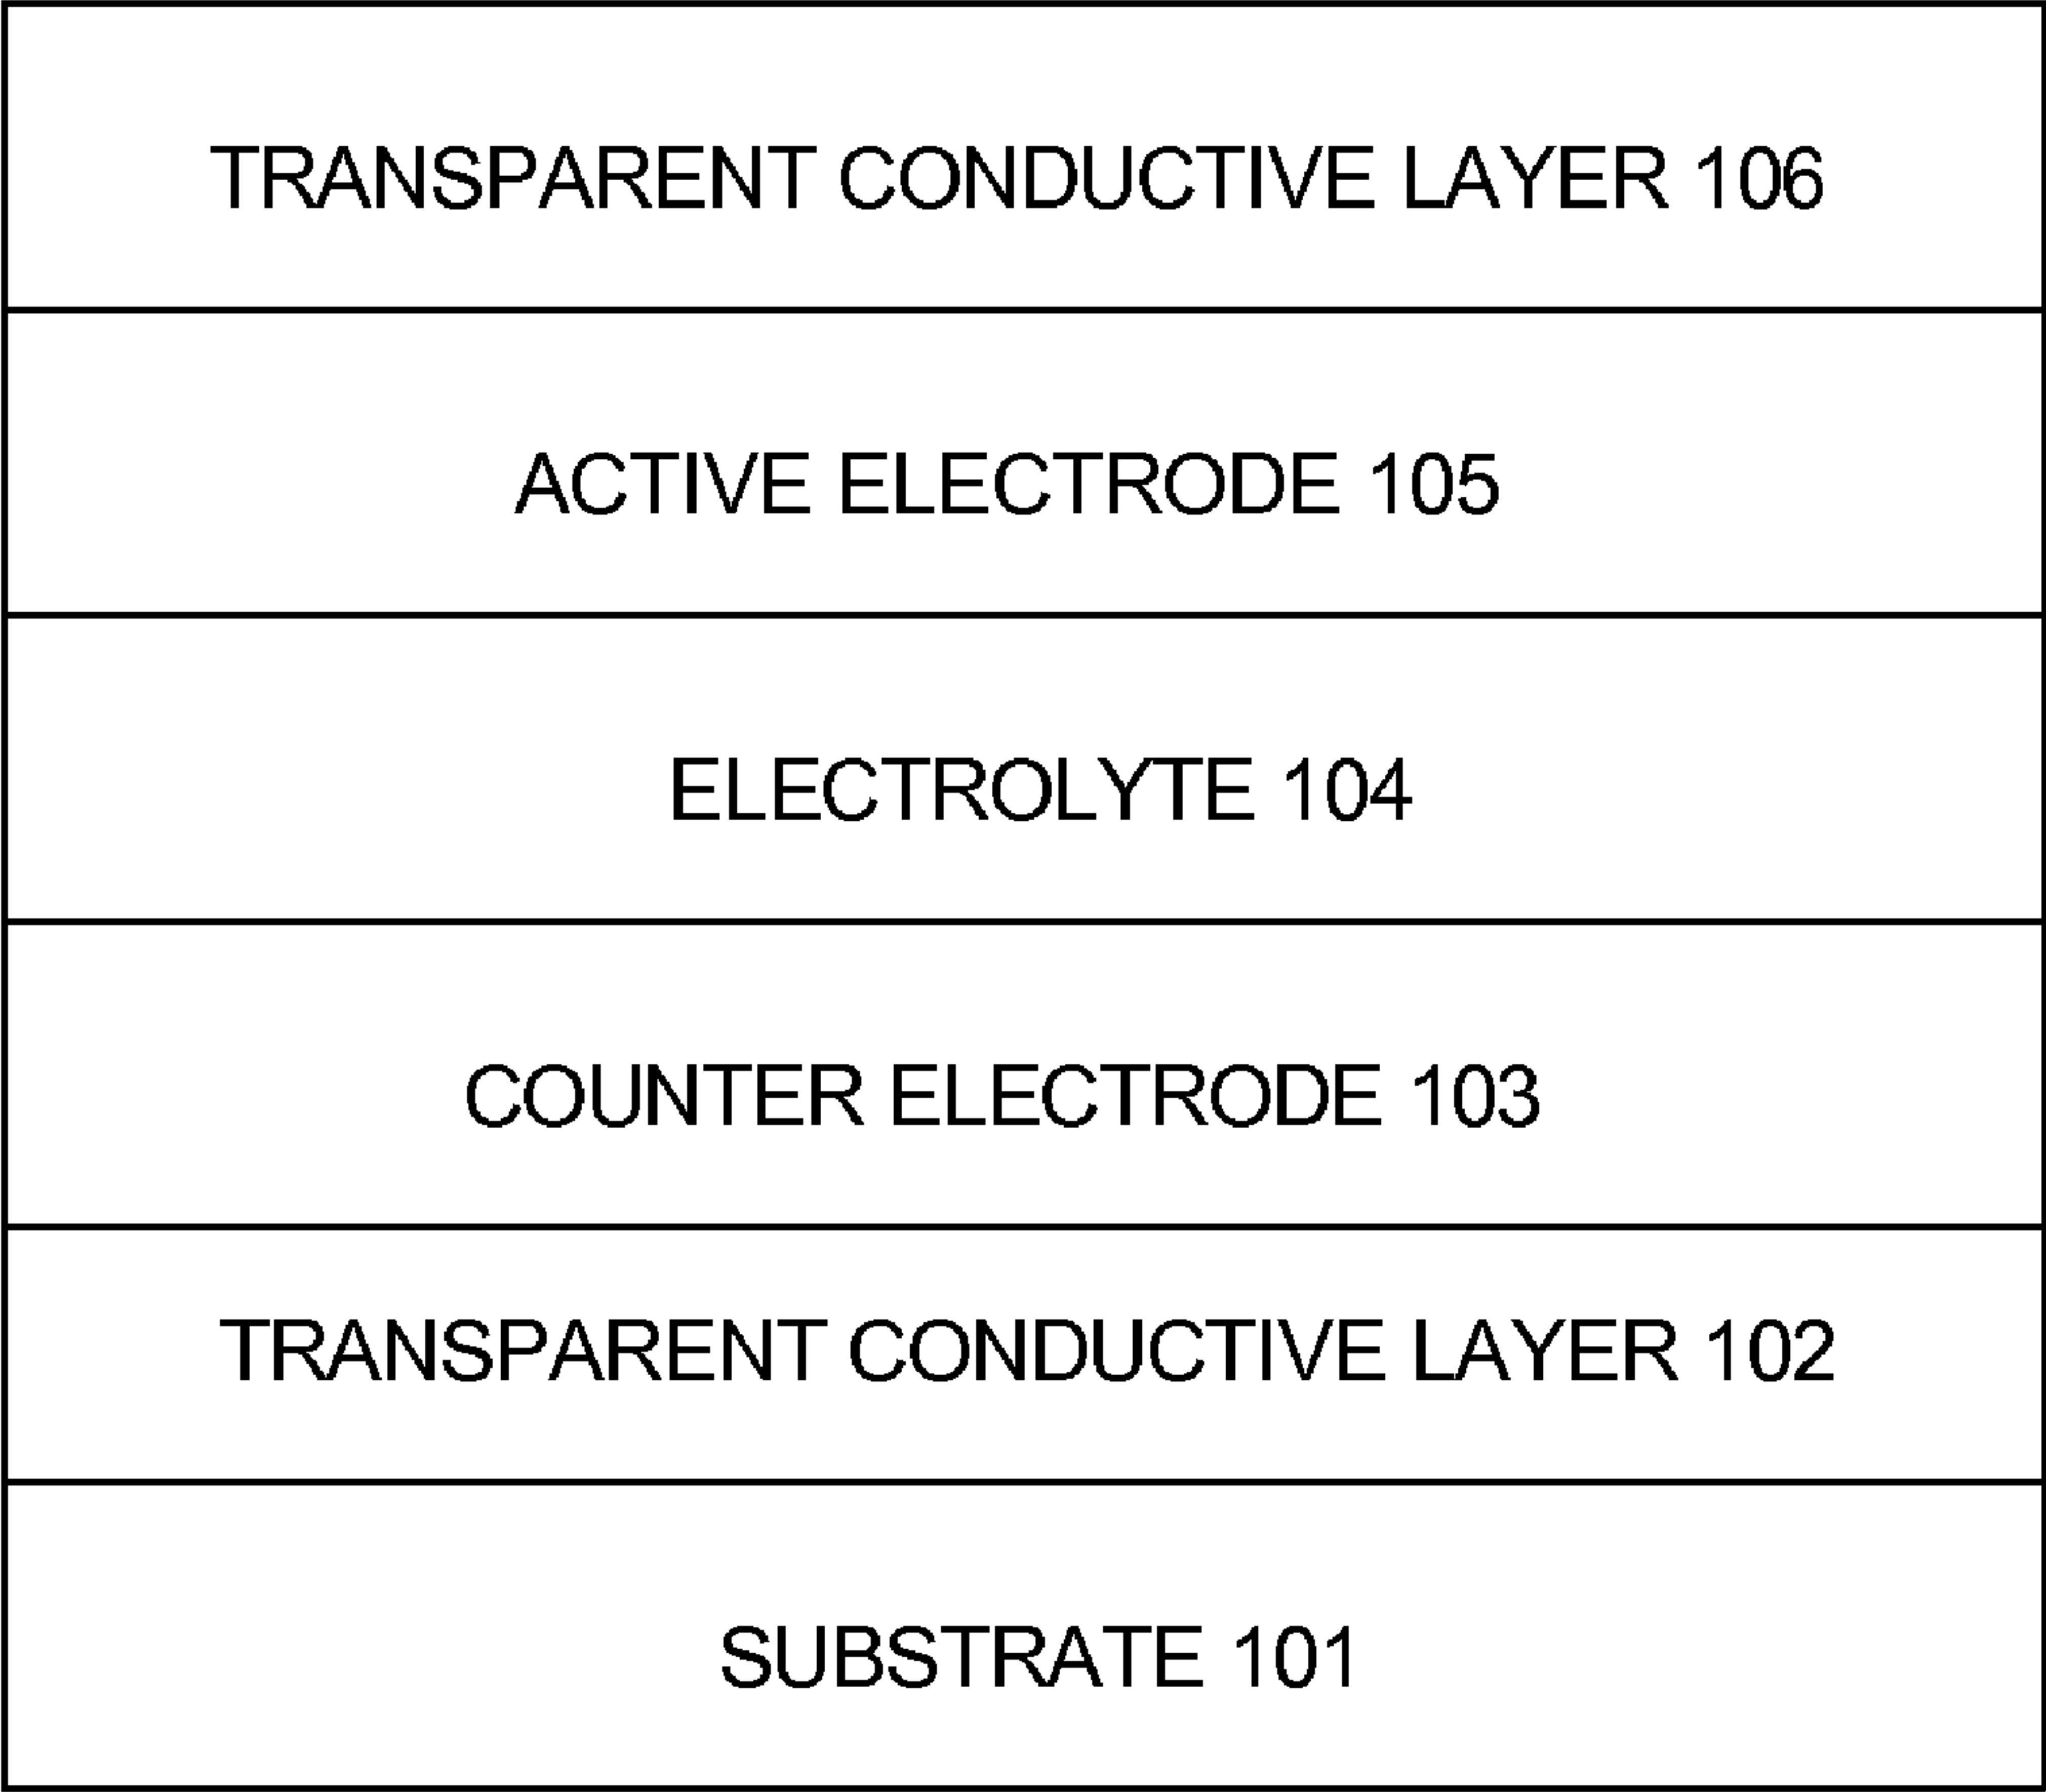 TRANSPARENT CONDUCTIVE LAYER 106
ACTIVE ELECTRODE 105
ELECTROLYTE 104
COUNTER ELECTRODE 103
TRANSPARENT CONDUCTIVE LAYER 102
SUBSTRATE 101